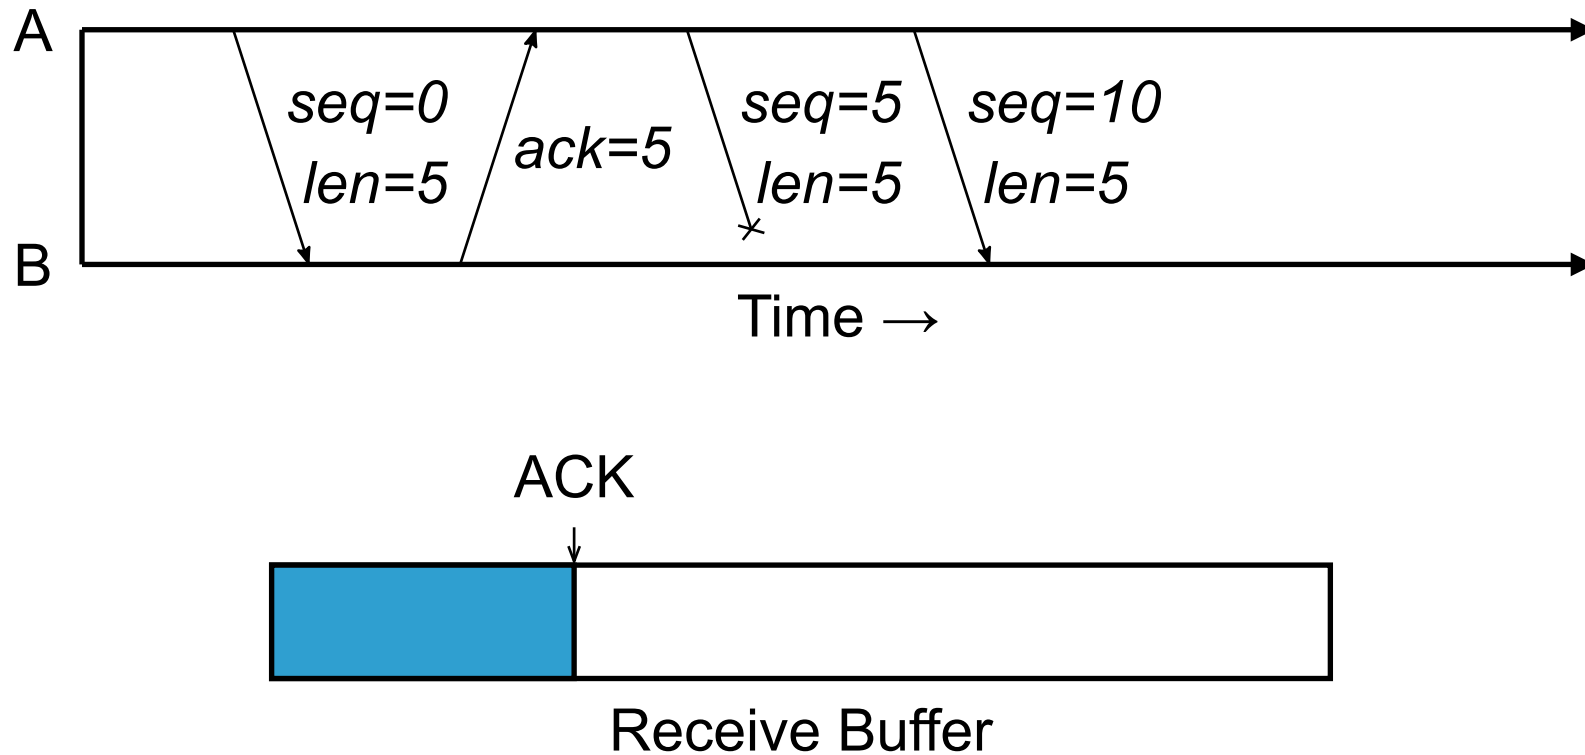 A
seq=0
len=5
ack=5
seq=5
len=5
seq=10
len=5
B
Time →
ACK
Receive Buffer